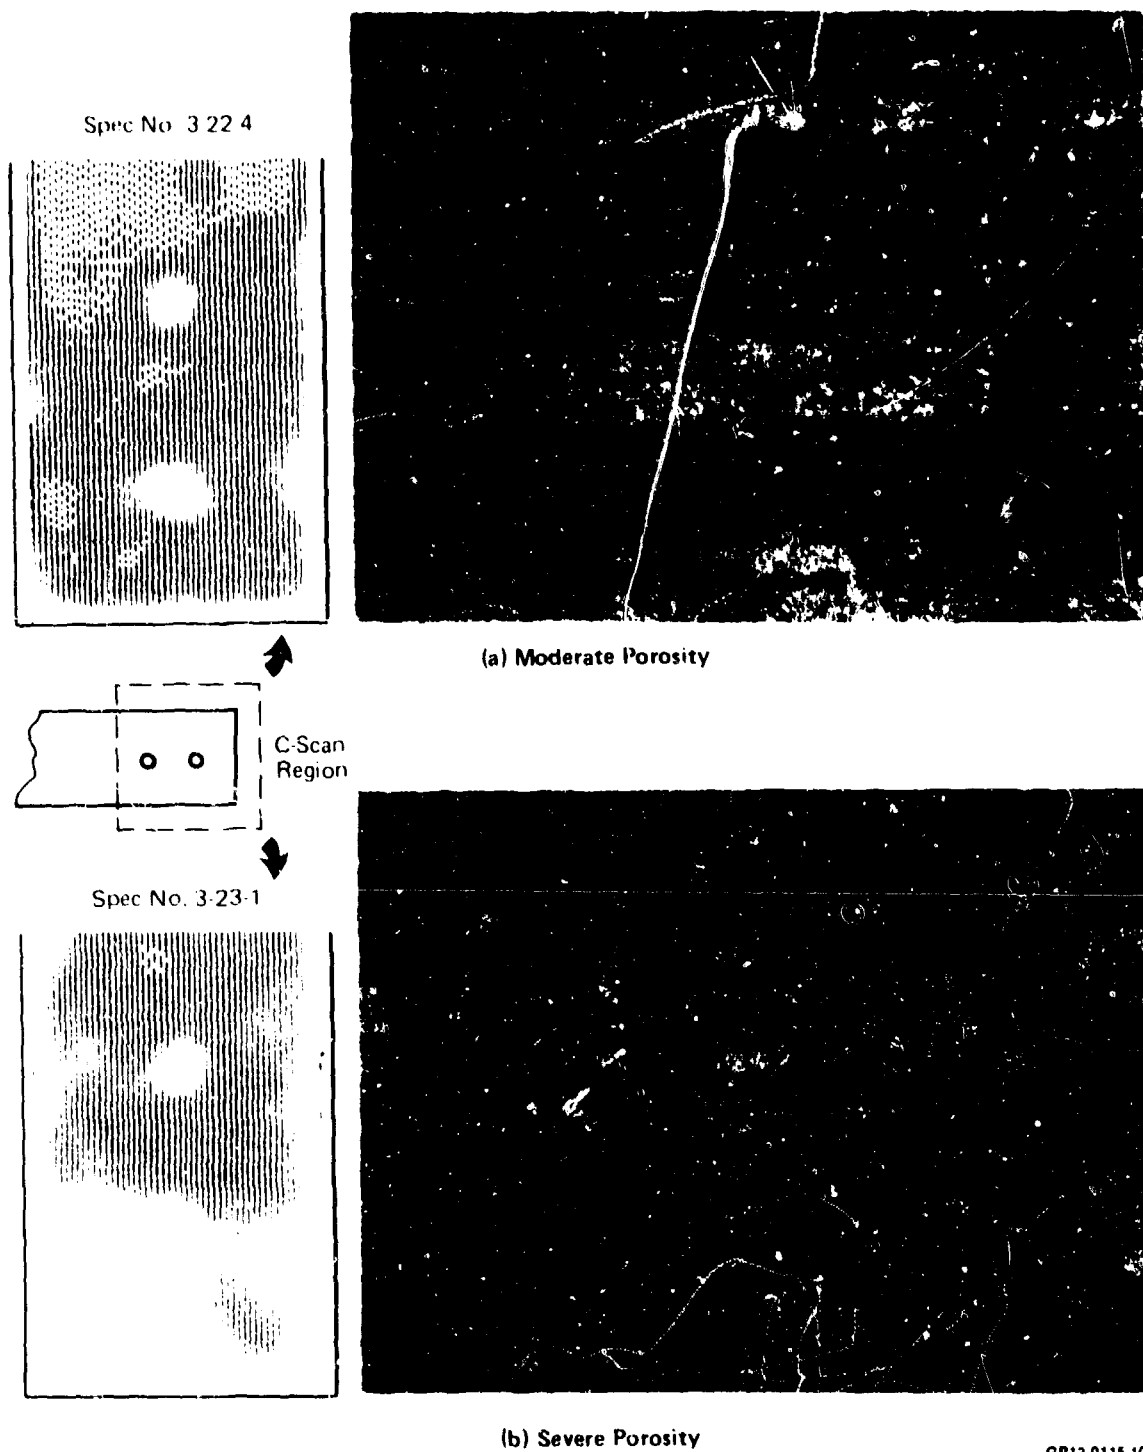 Spec No. 3-22-4
(a) Moderate Porosity
C-Scan
Region
Spec No. 3-23-1
(b) Severe Porosity